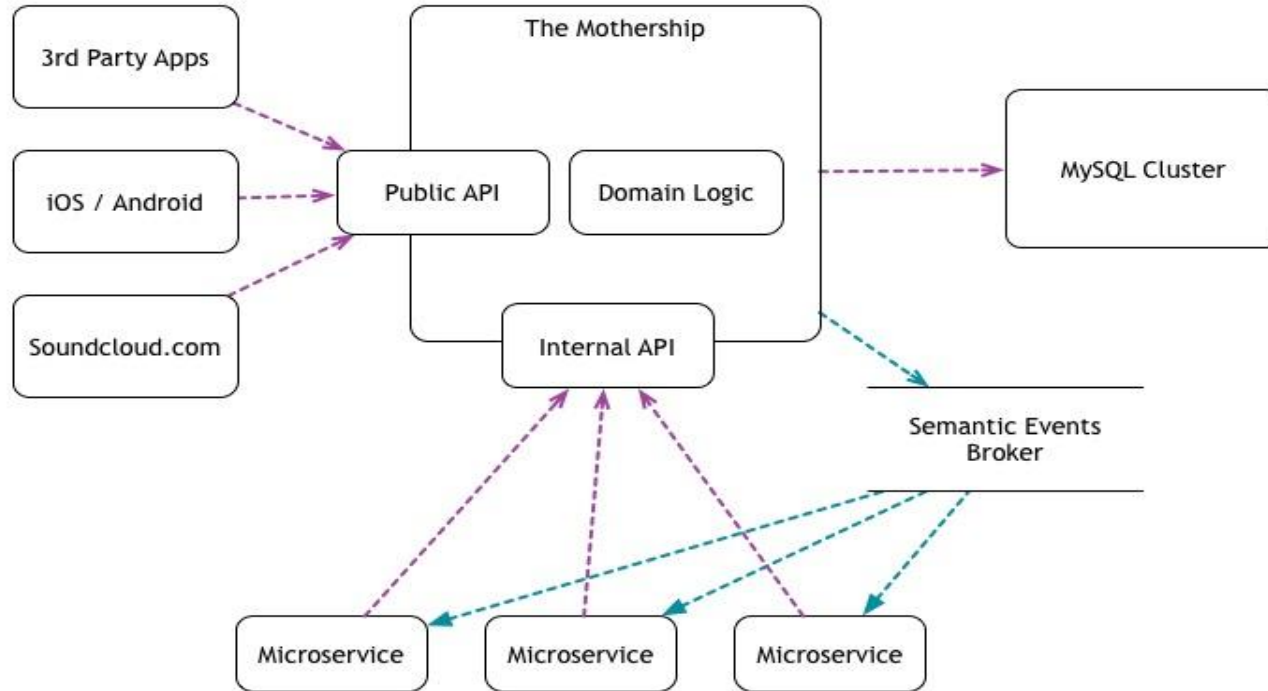 The Mothership
3rd Party Apps
MySQL Cluster
iOS / Android
Public API
Domain Logic
Soundcloud.com
Internal API
Semantic Events
Broker
Microservice
Microservice
Microservice